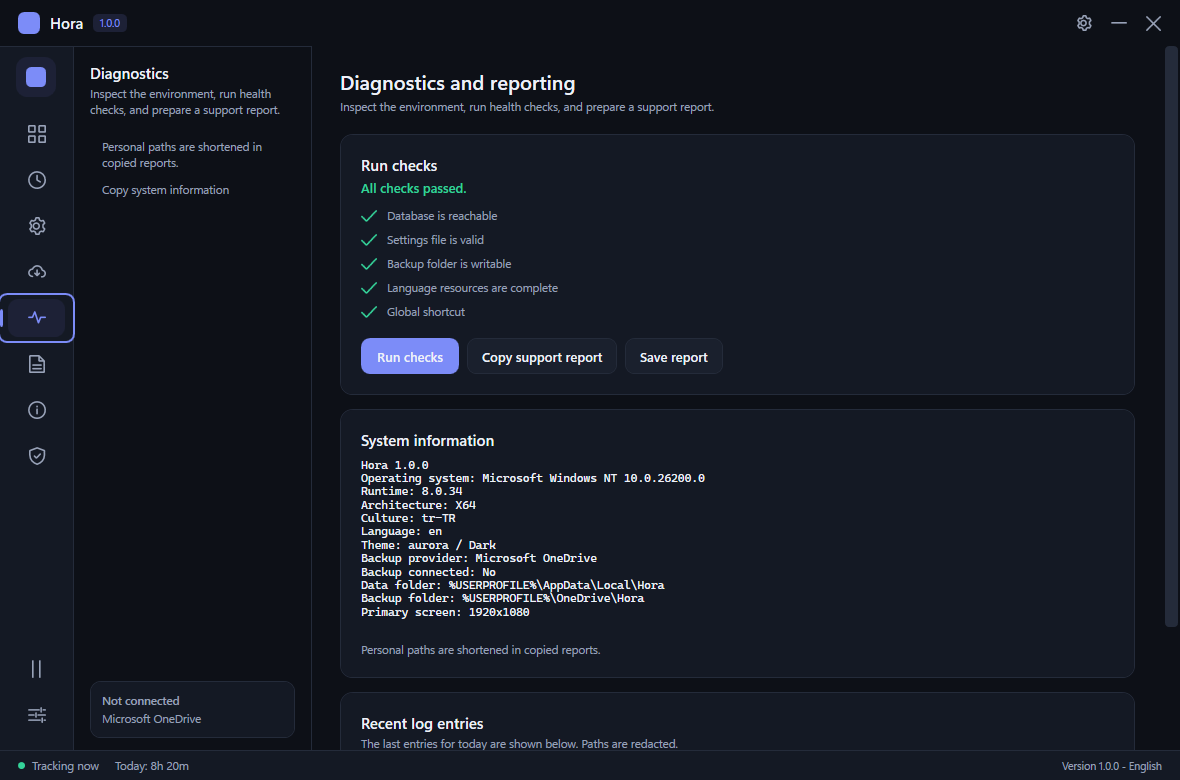 Hora 1.0.0
Diagnostics
Inspect the environment, run health
checks, and prepare a support report.
Personal paths are shortened in
copied reports.
Copy system information
Not connected
Microsoft OneDrive
Diagnostics and reporting
Inspect the environment, run health checks, and prepare a support report.
Run checks
All checks passed.
Database is reachable
Settings file is valid
Backup folder is writable
Language resources are complete
Global shortcut
Run checks Copy support report Save report
System information
Hora 1.0.0
Operating system: Microsoft Windows NT 10.0.26200.0
Runtime: 8.0.34
Architecture: X64
Culture: tr-TR
Language: en
Theme: aurora / Dark
Backup provider: Microsoft OneDrive
Backup connected: No
Data folder: %USERPROFILE%\AppData\Local\Hora
Backup folder: %USERPROFILE%\OneDrive\Hora
Primary screen: 1920x1080
Personal paths are shortened in copied reports.
Recent log entries
The last entries for today are shown below. Paths are redacted.
Tracking now Today: 8h 20m Version 1.0.0 - English